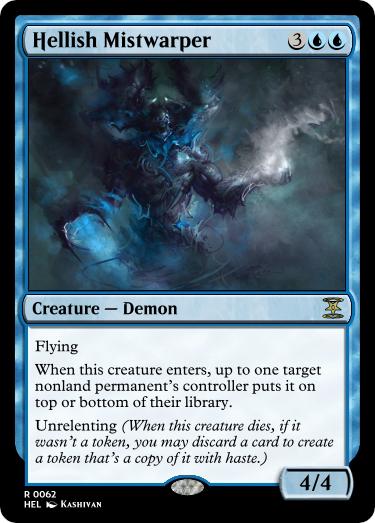 Hellish Mistwarper 3
Creature — Demon
Flying
When this creature enters, up to one target
nonland permanent's controller puts it on
top or bottom of their library.
Unrelenting (When this creature dies, if it
wasn't a token, you may discard a card to create
a token that's a copy of it with haste.)
4/4
R 0062
HEL Kashivan